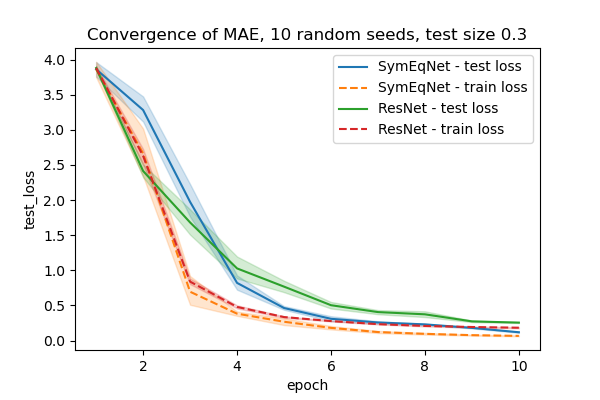 Convergence of MAE, 10 random seeds, test size 0.3
SymEqNet - test loss
SymEqNet - train loss
ResNet - test loss
ResNet - train loss
test_loss
4.0
3.5
3.0
2.5
2.0
1.5
1.0
0.5
0.0
2
4
6
8
10
epoch